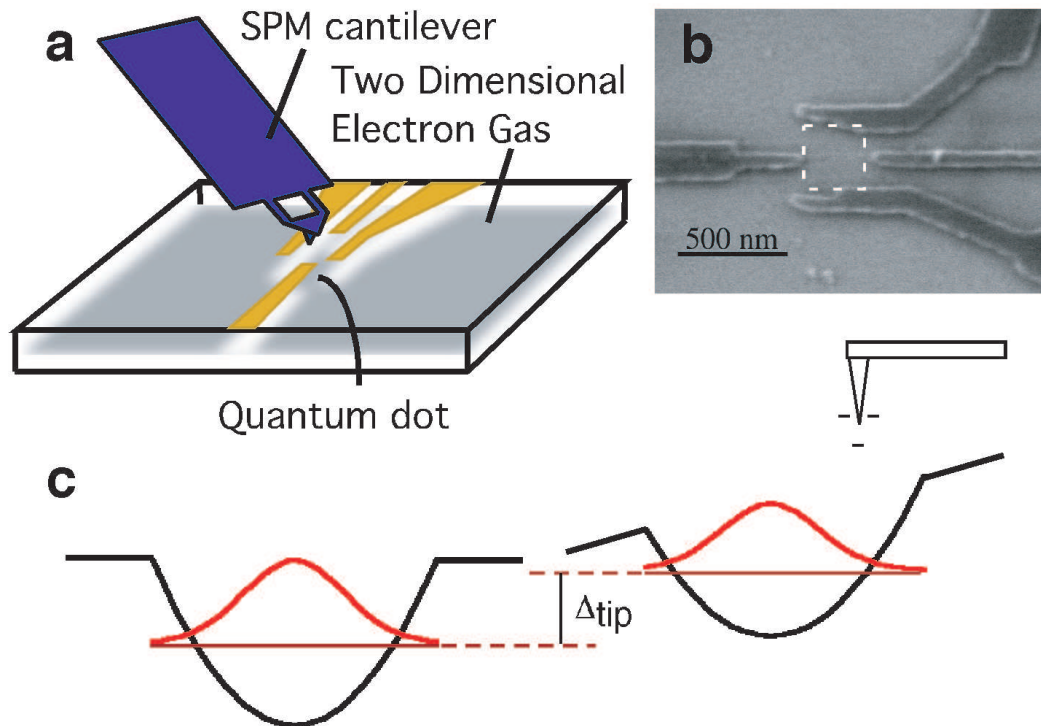 a
SPM cantilever
Two Dimensional
Electron Gas
Quantum dot
b
500 nm
c
Δtip